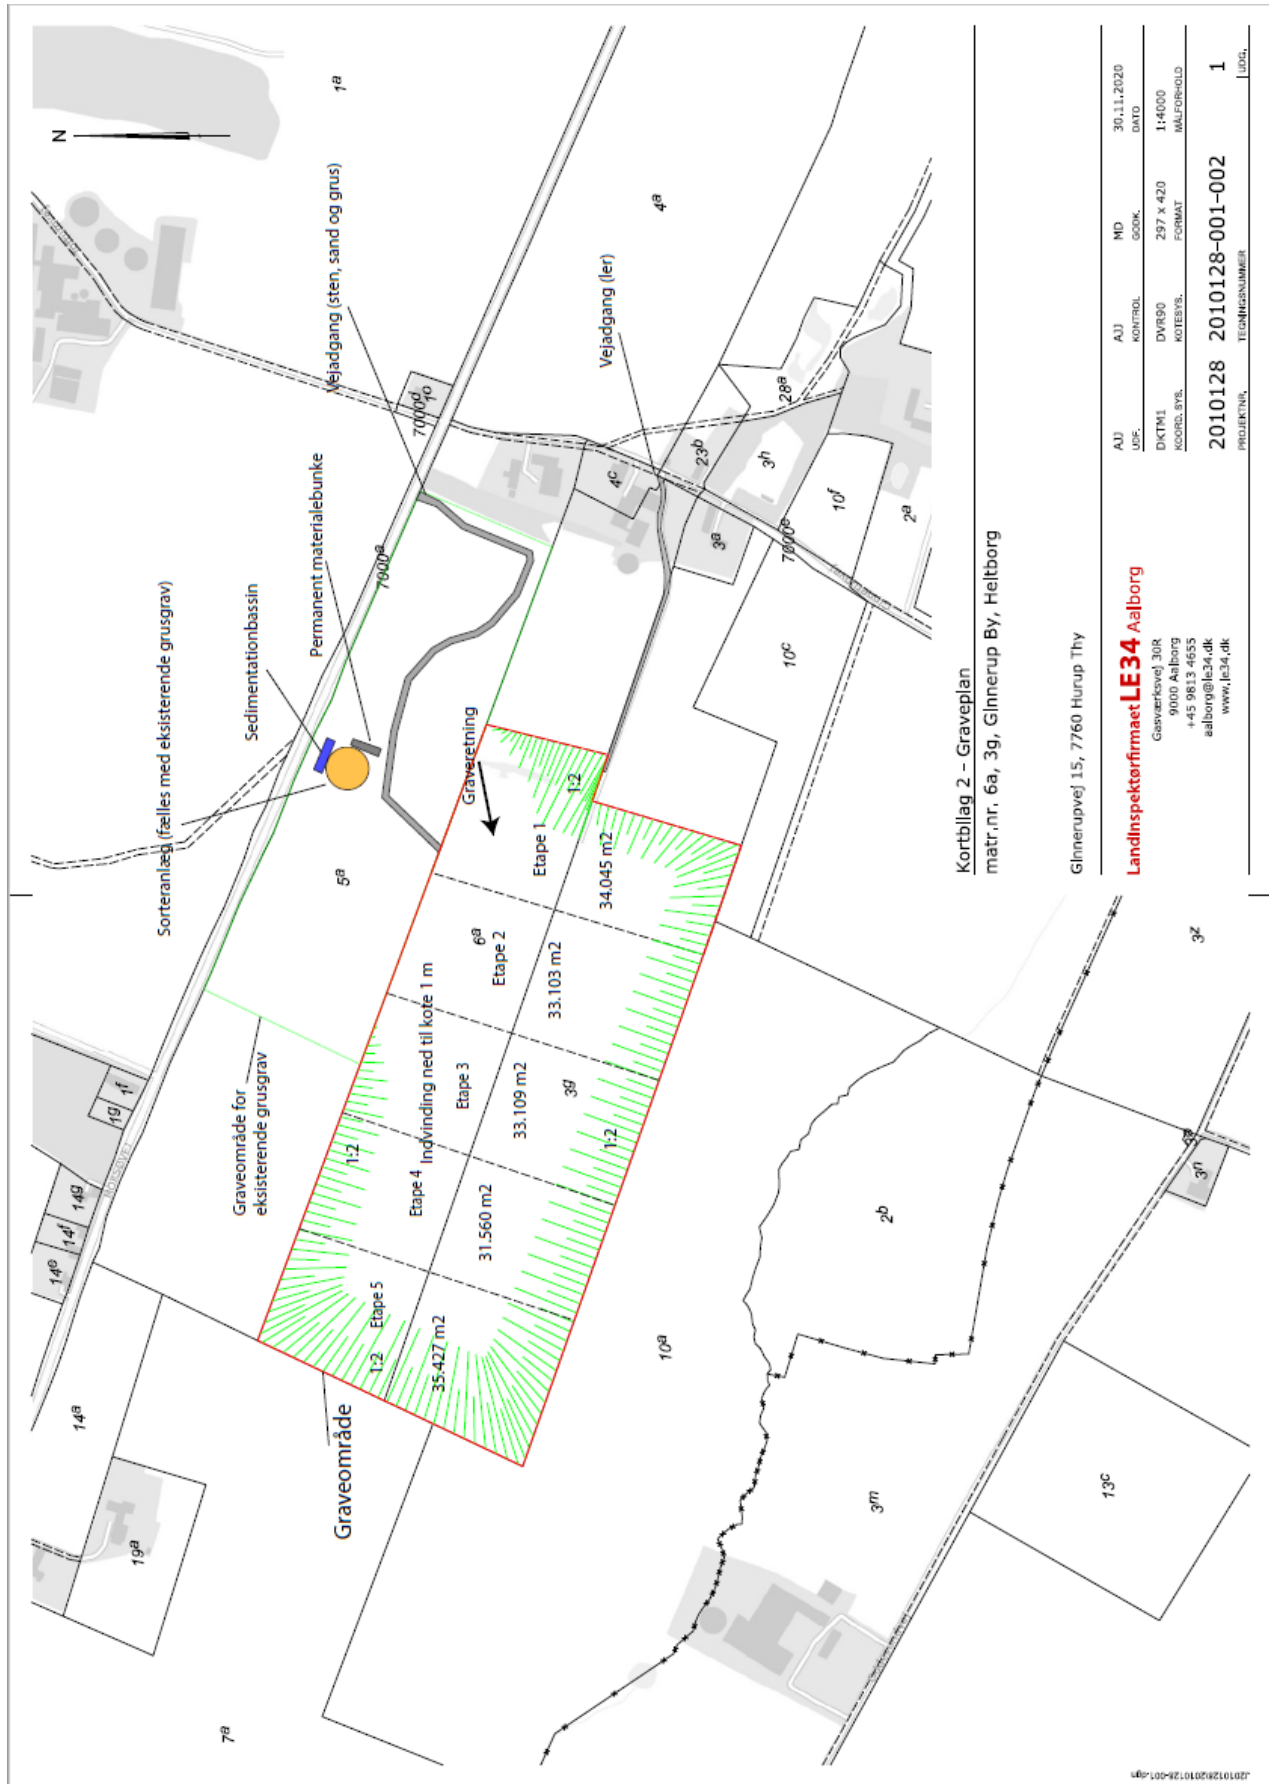 N
1a
Vejadgang (sten, sand og grus)
4a
Vejadgang (ler)
7000d
1o
28a
23b
3h
4c
10f
2a
3a
7000e
10c
Permanent materialebunke
7000a
Sedimentationbassin
Sorteranlæg (fælles med eksisterende grusgrav)
Graveretning
5a
1:2
Etape 1
34.045 m2
6a
Etape 2
33.103 m2
Indvinding ned til kote 1 m
Etape 3
33.109 m2
3g
1:2
Etape 4
31.560 m2
1:2
Etape 5
35.427 m2
1:2
Graveområde for
eksisterende grusgrav
Graveområde
1f
1g
14g
14f
14e
14a
19a
7a
10a
2b
3m
13c
3n
3z
Kortbilag 2 - Graveplan
matr.nr. 6a, 3g, Ginnerup By, Heltborg
Ginnerupvej 15, 7760 Hurup Thy
Landinspektørfirmaet LE34 Aalborg
Gasværksvej 30R
9000 Aalborg
+45 9813 4655
aalborg@le34.dk
www.le34.dk
AJJ AJJ MD 30.11.2020
UDF. KONTROL GODK. DATO
DKTM1 DVR90 297 x 420 1:4000
KOORD. SYS. KOTESYS. FORMAT MÅLFORHOLD
2010128 2010128-001-002 1
PROJEKTNR. TEGNINGSNUMMER UDG.